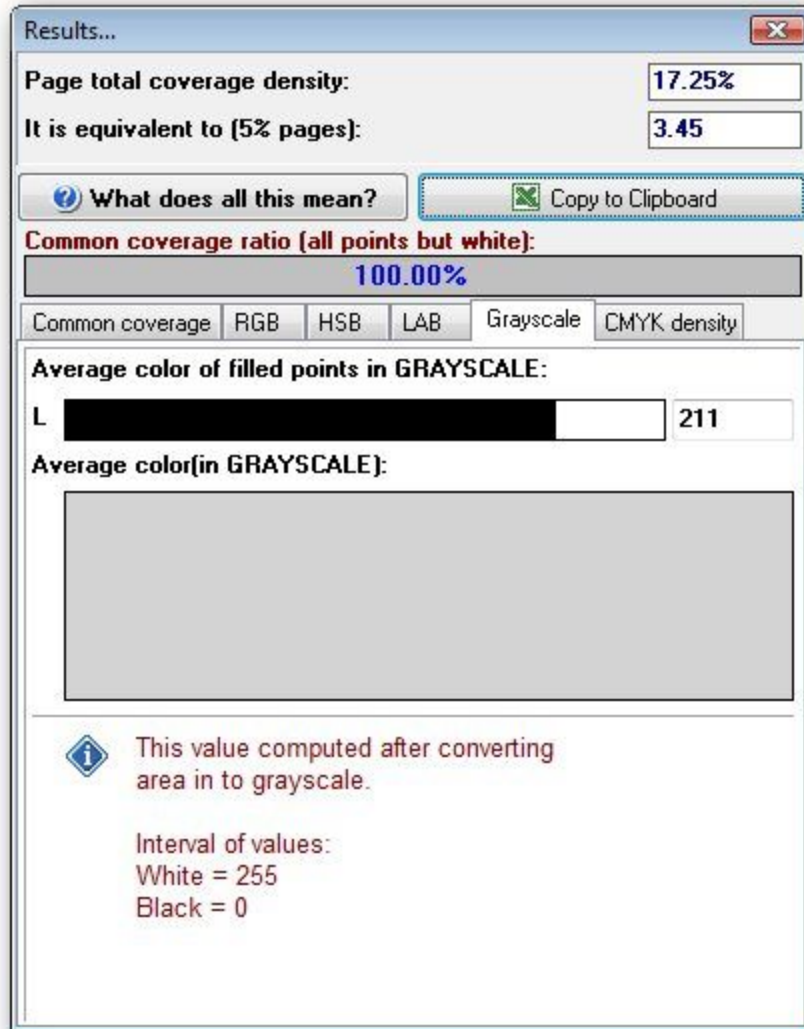 Results...
Page total coverage density: 17.25%
It is equivalent to (5% pages): 3.45
What does all this mean? Copy to Clipboard
Common coverage ratio (all points but white):
100.00%
Common coverage RGB HSB LAB Grayscale CMYK density
Average color of filled points in GRAYSCALE:
L 211
Average color(in GRAYSCALE):
This value computed after converting
area in to grayscale.
Interval of values:
White = 255
Black = 0